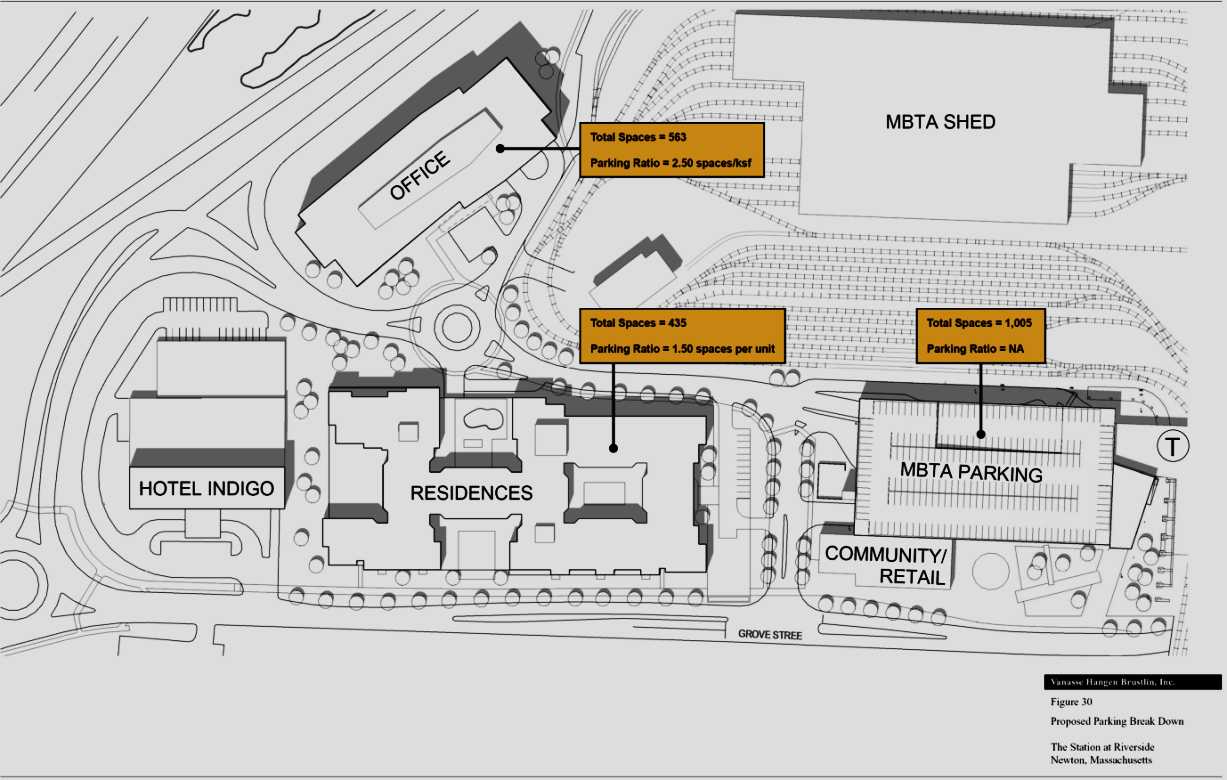 MBTA SHED
Total Spaces = 563
Parking Ratio = 2.50 spaces/ksf
OFFICE
Total Spaces = 435
Parking Ratio = 1.50 spaces per unit
Total Spaces = 1,005
Parking Ratio = NA
T
MBTA PARKING
HOTEL INDIGO
RESIDENCES
COMMUNITY/
RETAIL
GROVE STREE
Vanasse Hangen Brustlin, Inc.
Figure 30
Proposed Parking Break Down
The Station at Riverside
Newton, Massachusetts